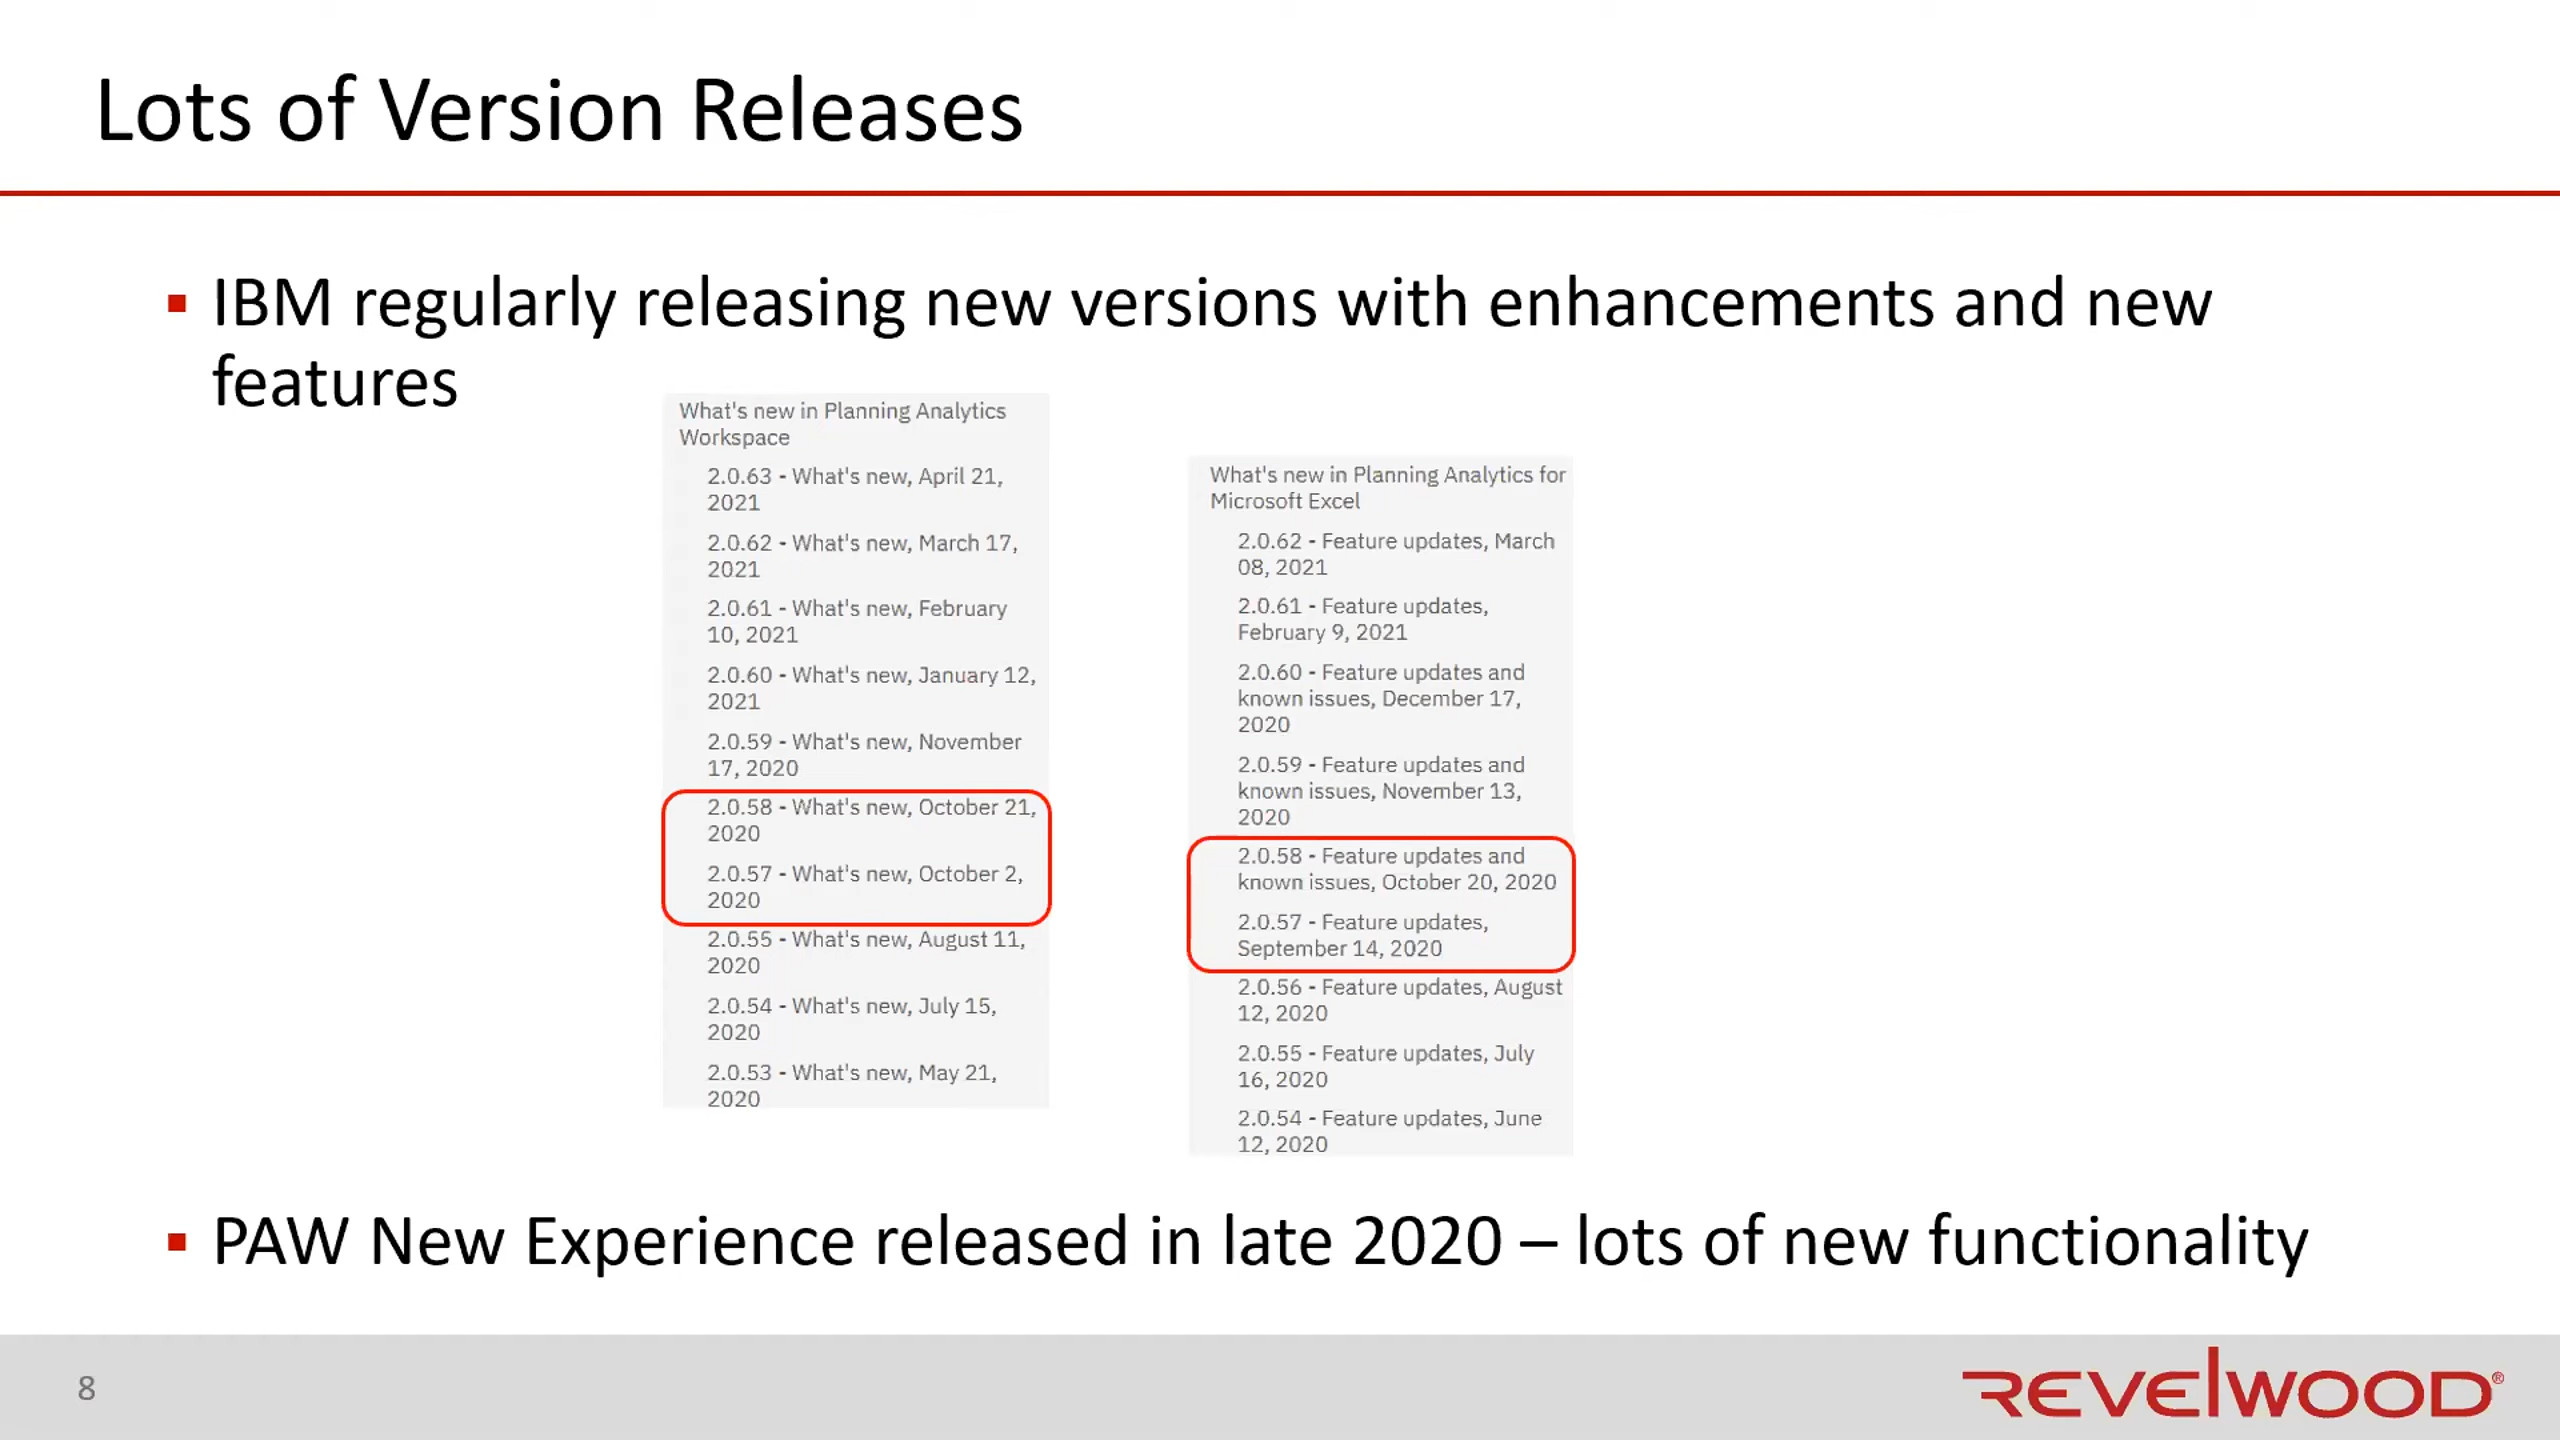 Lots of Version Releases
▪ IBM regularly releasing new versions with enhancements and new
features
What's new in Planning Analytics
Workspace
2.0.63 - What's new, April 21,
2021
2.0.62 - What's new, March 17,
2021
2.0.61 - What's new, February
10, 2021
2.0.60 - What's new, January 12,
2021
2.0.59 - What's new, November
17, 2020
2.0.58 - What's new, October 21,
2020
2.0.57 - What's new, October 2,
2020
2.0.55 - What's new, August 11,
2020
2.0.54 - What's new, July 15,
2020
2.0.53 - What's new, May 21,
2020
What's new in Planning Analytics for
Microsoft Excel
2.0.62 - Feature updates, March
08, 2021
2.0.61 - Feature updates,
February 9, 2021
2.0.60 - Feature updates and
known issues, December 17,
2020
2.0.59 - Feature updates and
known issues, November 13,
2020
2.0.58 - Feature updates and
known issues, October 20, 2020
2.0.57 - Feature updates,
September 14, 2020
2.0.56 - Feature updates, August
12, 2020
2.0.55 - Feature updates, July
16, 2020
2.0.54 - Feature updates, June
12, 2020
▪ PAW New Experience released in late 2020 – lots of new functionality
8
REVELWOOD®